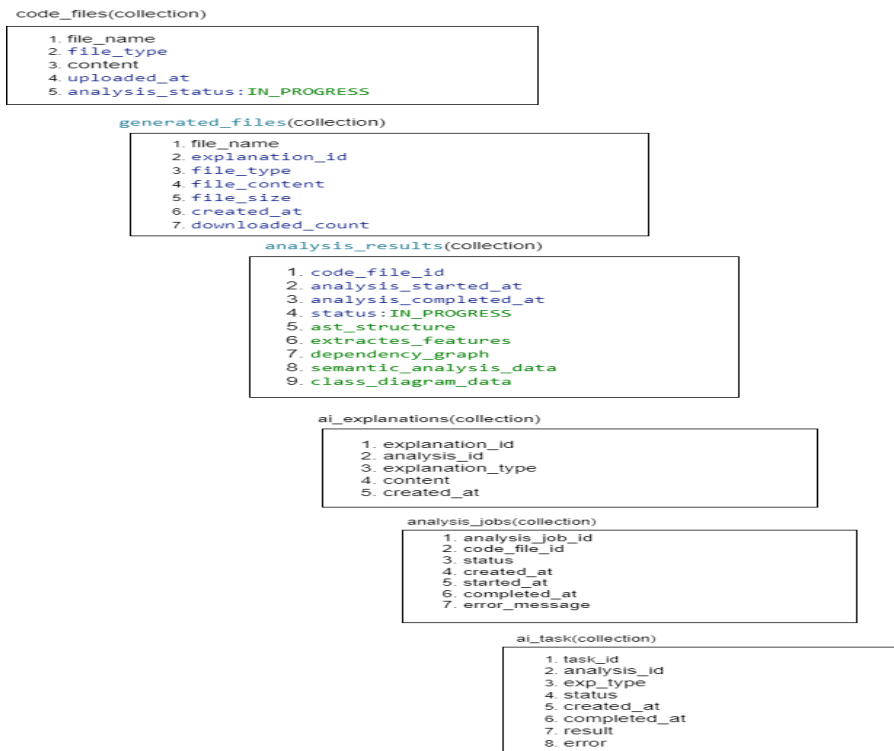 code_files(collection)
1. file_name
2. file_type
3. content
4. uploaded_at
5. analysis_status:IN_PROGRESS
generated_files(collection)
1. file_name
2. explanation_id
3. file_type
4. file_content
5. file_size
6. created_at
7. downloaded_count
analysis_results(collection)
1. code_file_id
2. analysis_started_at
3. analysis_completed_at
4. status:IN_PROGRESS
5. ast_structure
6. extractes_features
7. dependency_graph
8. semantic_analysis_data
9. class_diagram_data
ai_explanations(collection)
1. explanation_id
2. analysis_id
3. explanation_type
4. content
5. created_at
analysis_jobs(collection)
1. analysis_job_id
2. code_file_id
3. status
4. created_at
5. started_at
6. completed_at
7. error_message
ai_task(collection)
1. task_id
2. analysis_id
3. exp_type
4. status
5. created_at
6. completed_at
7. result
8. error